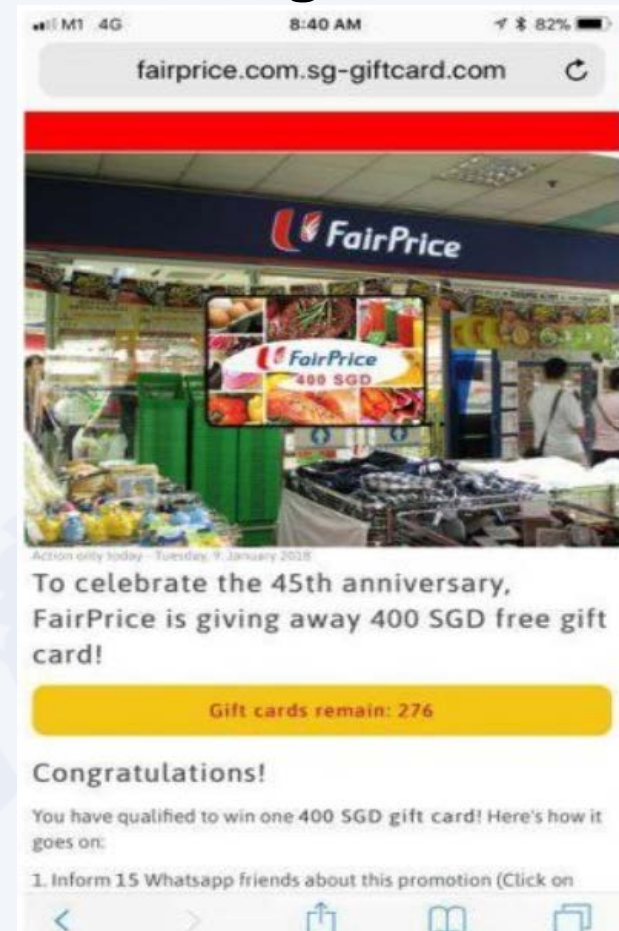 M1 4G 8:40 AM 82%
fairprice.com.sg-giftcard.com
FairPrice
FairPrice
400 SGD
Action only today - Tuesday, 9. January 2018
To celebrate the 45th anniversary,
FairPrice is giving away 400 SGD free gift
card!
Gift cards remain: 276
Congratulations!
You have qualified to win one 400 SGD gift card! Here's how it
goes on:
1. Inform 15 Whatsapp friends about this promotion (Click on